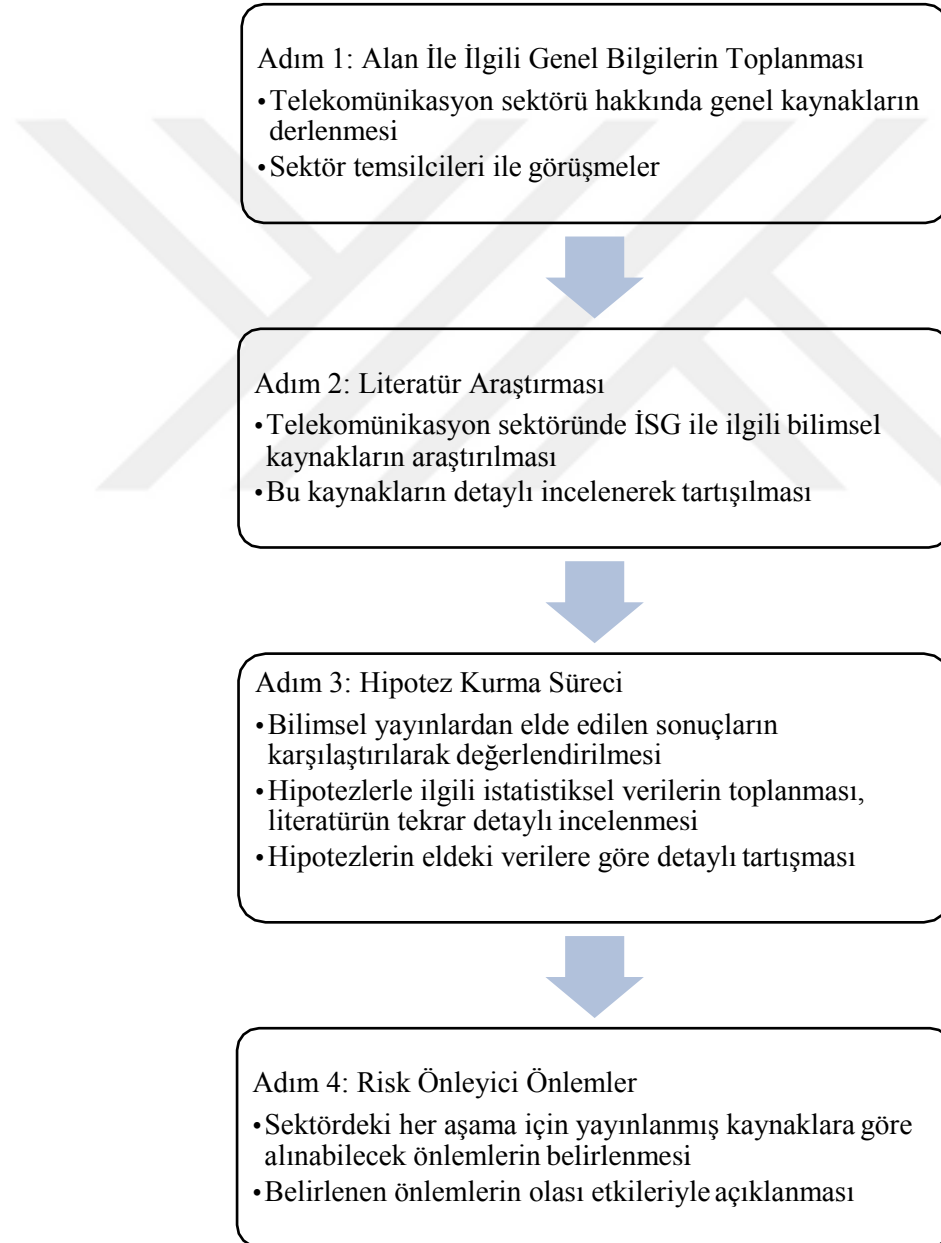 Adım 1: Alan İle İlgili Genel Bilgilerin Toplanması
•Telekomünikasyon sektörü hakkında genel kaynakların
derlenmesi
•Sektör temsilcileri ile görüşmeler
Adım 2: Literatür Araştırması
•Telekomünikasyon sektöründe İSG ile ilgili bilimsel
kaynakların araştırılması
•Bu kaynakların detaylı incelenerek tartışılması
Adım 3: Hipotez Kurma Süreci
•Bilimsel yayınlardan elde edilen sonuçların
karşılaştırılarak değerlendirilmesi
•Hipotezlerle ilgili istatistiksel verilerin toplanması,
literatürün tekrar detaylı incelenmesi
•Hipotezlerin eldeki verilere göre detaylı tartışması
Adım 4: Risk Önleyici Önlemler
•Sektördeki her aşama için yayınlanmış kaynaklara göre
alınabilecek önlemlerin belirlenmesi
•Belirlenen önlemlerin olası etkileriyle açıklanması